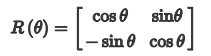 R(θ) = [ cos θ  sinθ
− sin θ  cos θ ]